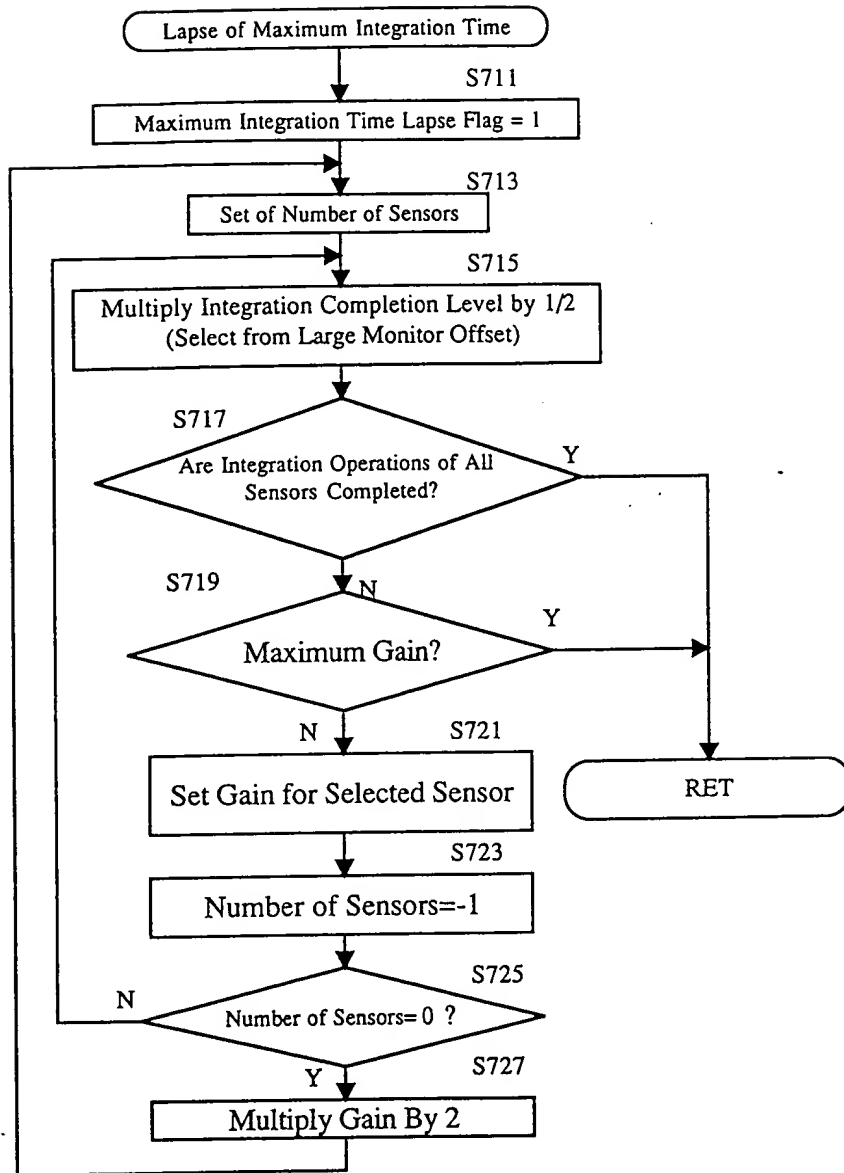 Lapse of Maximum Integration Time
S711
Maximum Integration Time Lapse Flag = 1
S713
Set of Number of Sensors
S715
Multiply Integration Completion Level by 1/2
(Select from Large Monitor Offset)
S717
Are Integration Operations of All
Sensors Completed?
Y
N
S719
Maximum Gain?
Y
N
S721
Set Gain for Selected Sensor
RET
S723
Number of Sensors=-1
S725
Number of Sensors= 0 ?
N
Y
S727
Multiply Gain By 2